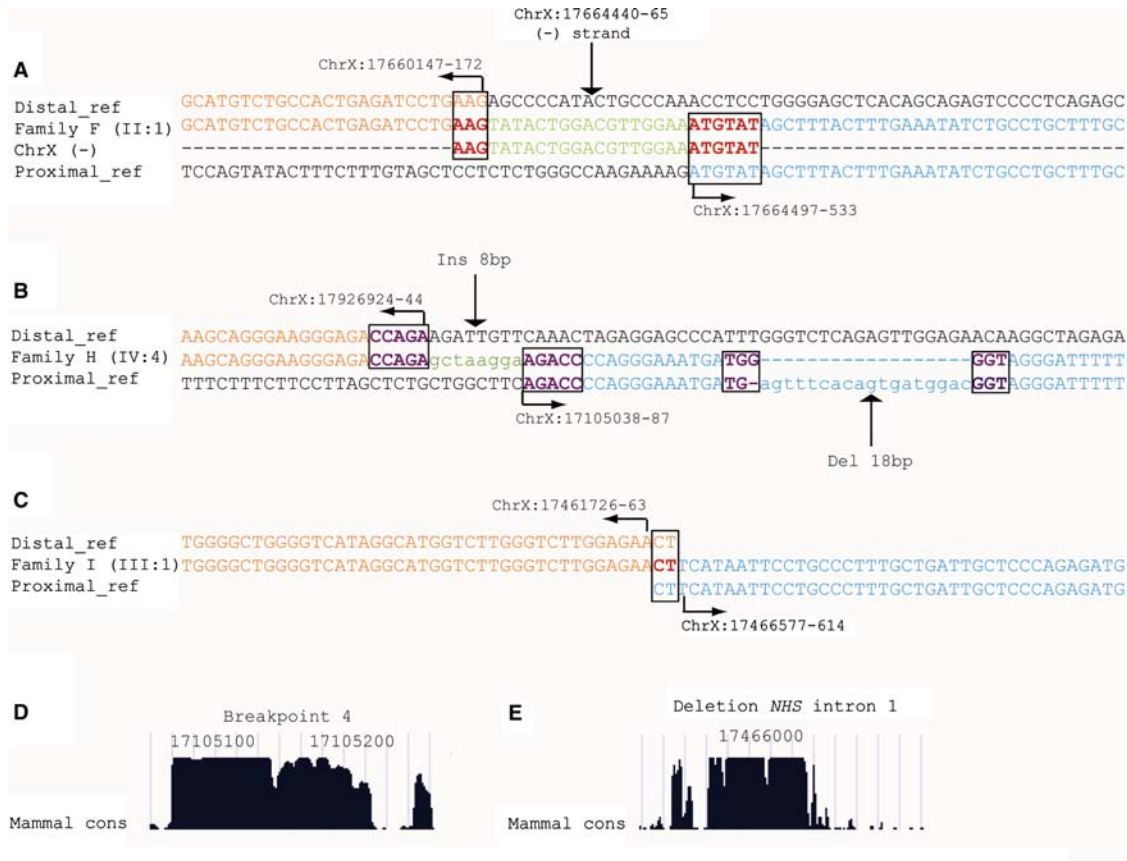 ChrX:17664440-65
(-) strand
A
ChrX:17660147-172
Distal_ref GCATGTCTGCCACTGAGATCCTGAAGAGCCCCATACTGCCCAAACCTCCTGGGGAGCTCACAGCAGAGTCCCCTCAGAGC
Family F (II:1) GCATGTCTGCCACTGAGATCCTGAAGTATACTGGACGTTGGAAATGTATAGCTTTACTTTGAAATATCTGCCTGCTTTGC
ChrX (-) -----------------------AAGTATACTGGACGTTGGAAATGTAT-------------------------------
Proximal_ref TCCAGTATACTTTCTTTGTAGCTCCTCTCTGGGCCAAGAAAAGATGTATAGCTTTACTTTGAAATATCTGCCTGCTTTGC
ChrX:17664497-533
Ins 8bp
B
ChrX:17926924-44
Distal_ref AAGCAGGGAAGGGAGACCAGAAGATTGTTCAAACTAGAGGAGCCCATTTGGGTCTCAGAGTTGGAGAACAAGGCTAGAGA
Family H (IV:4) AAGCAGGGAAGGGAGACCAGAgctaaggaAGACCCCAGGGAAATGATGG------------------GGTAGGGATTTTT
Proximal_ref TTTCTTTCTTCCTTAGCTCTGCTGGCTTCAGACCCCAGGGAAATGATG-agtttcacagtgatggacGGTAGGGATTTTT
ChrX:17105038-87
Del 18bp
C
ChrX:17461726-63
Distal_ref TGGGGCTGGGGTCATAGGCATGGTCTTGGGTCTTGGAGAACT
Family I (III:1) TGGGGCTGGGGTCATAGGCATGGTCTTGGGTCTTGGAGAACTTCATAATTCCTGCCCTTTGCTGATTGCTCCCAGAGATG
Proximal_ref CTTCATAATTCCTGCCCTTTGCTGATTGCTCCCAGAGATG
ChrX:17466577-614
D
Breakpoint 4
17105100 17105200
Mammal cons
E
Deletion NHS intron 1
17466000
Mammal cons